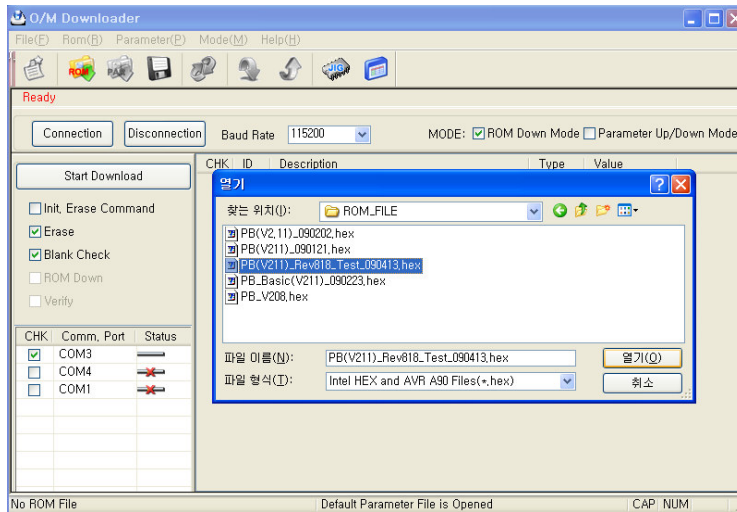 O/M Downloader
File(F) Rom(R) Parameter(P) Mode(M) Help(H)
ROM PAR JIG
Ready
Connection Disconnection Baud Rate 115200 MODE: ROM Down Mode Parameter Up/Down Mode
Start Download
CHK ID Description Type Value
Init, Erase Command
Erase
Blank Check
ROM Down
Verify
CHK Comm, Port Status
COM3
COM4
COM1
열기
찾는 위치(I): ROM_FILE
PB(V2,11)_090202,hex
PB(V211)_090121,hex
PB(V211)_Rev818_Test_090413,hex
PB_Basic(V211)_090223,hex
PB_V208,hex
파일 이름(N): PB(V211)_Rev818_Test_090413,hex 열기(O)
파일 형식(T): Intel HEX and AVR A90 Files(*,hex) 취소
No ROM File Default Parameter File is Opened CAP NUM